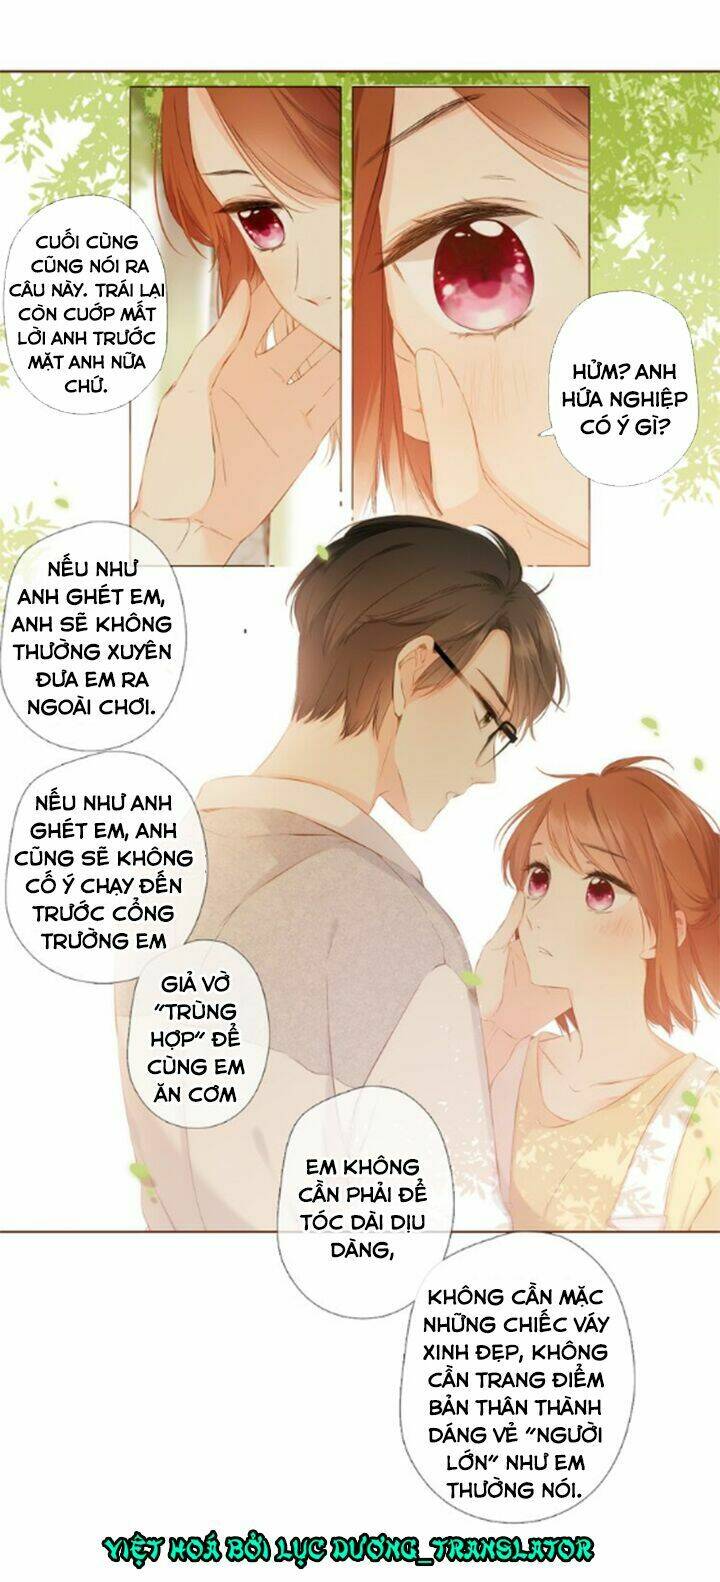 CUỐI CÙNG
CŨNG NÓI RA
CÂU NÀY. TRÁI LẠI
CÒN CUỚP MẤT
LỜI ANH TRƯỚC
MẶT ANH NỮA
CHỨ.
HỬM? ANH
HỨA NGHIỆP
CÓ Ý GÌ?
NẾU NHƯ
ANH GHÉT EM,
ANH SẼ KHÔNG
THƯỜNG XUYÊN
ĐƯA EM RA
NGOÀI CHƠI.
NẾU NHƯ ANH
GHÉT EM, ANH
CŨNG SẼ KHÔNG
CỐ Ý CHẠY ĐẾN
TRƯỚC CỔNG
TRƯỜNG EM
GIẢ VỜ
"TRÙNG
HỢP" ĐỂ
CÙNG EM
ĂN CƠM
EM KHÔNG
CẦN PHẢI ĐỂ
TÓC DÀI DỊU
DÀNG,
KHÔNG CẦN MẶC
NHỮNG CHIẾC VÁY
XINH ĐẸP, KHÔNG
CẦN TRANG ĐIỂM
BẢN THÂN THÀNH
DÁNG VẺ "NGƯỜI
LỚN" NHƯ EM
THƯỜNG NÓI.
VIỆT HOÁ BỞI LỤC DƯƠNG_TRANSLATOR